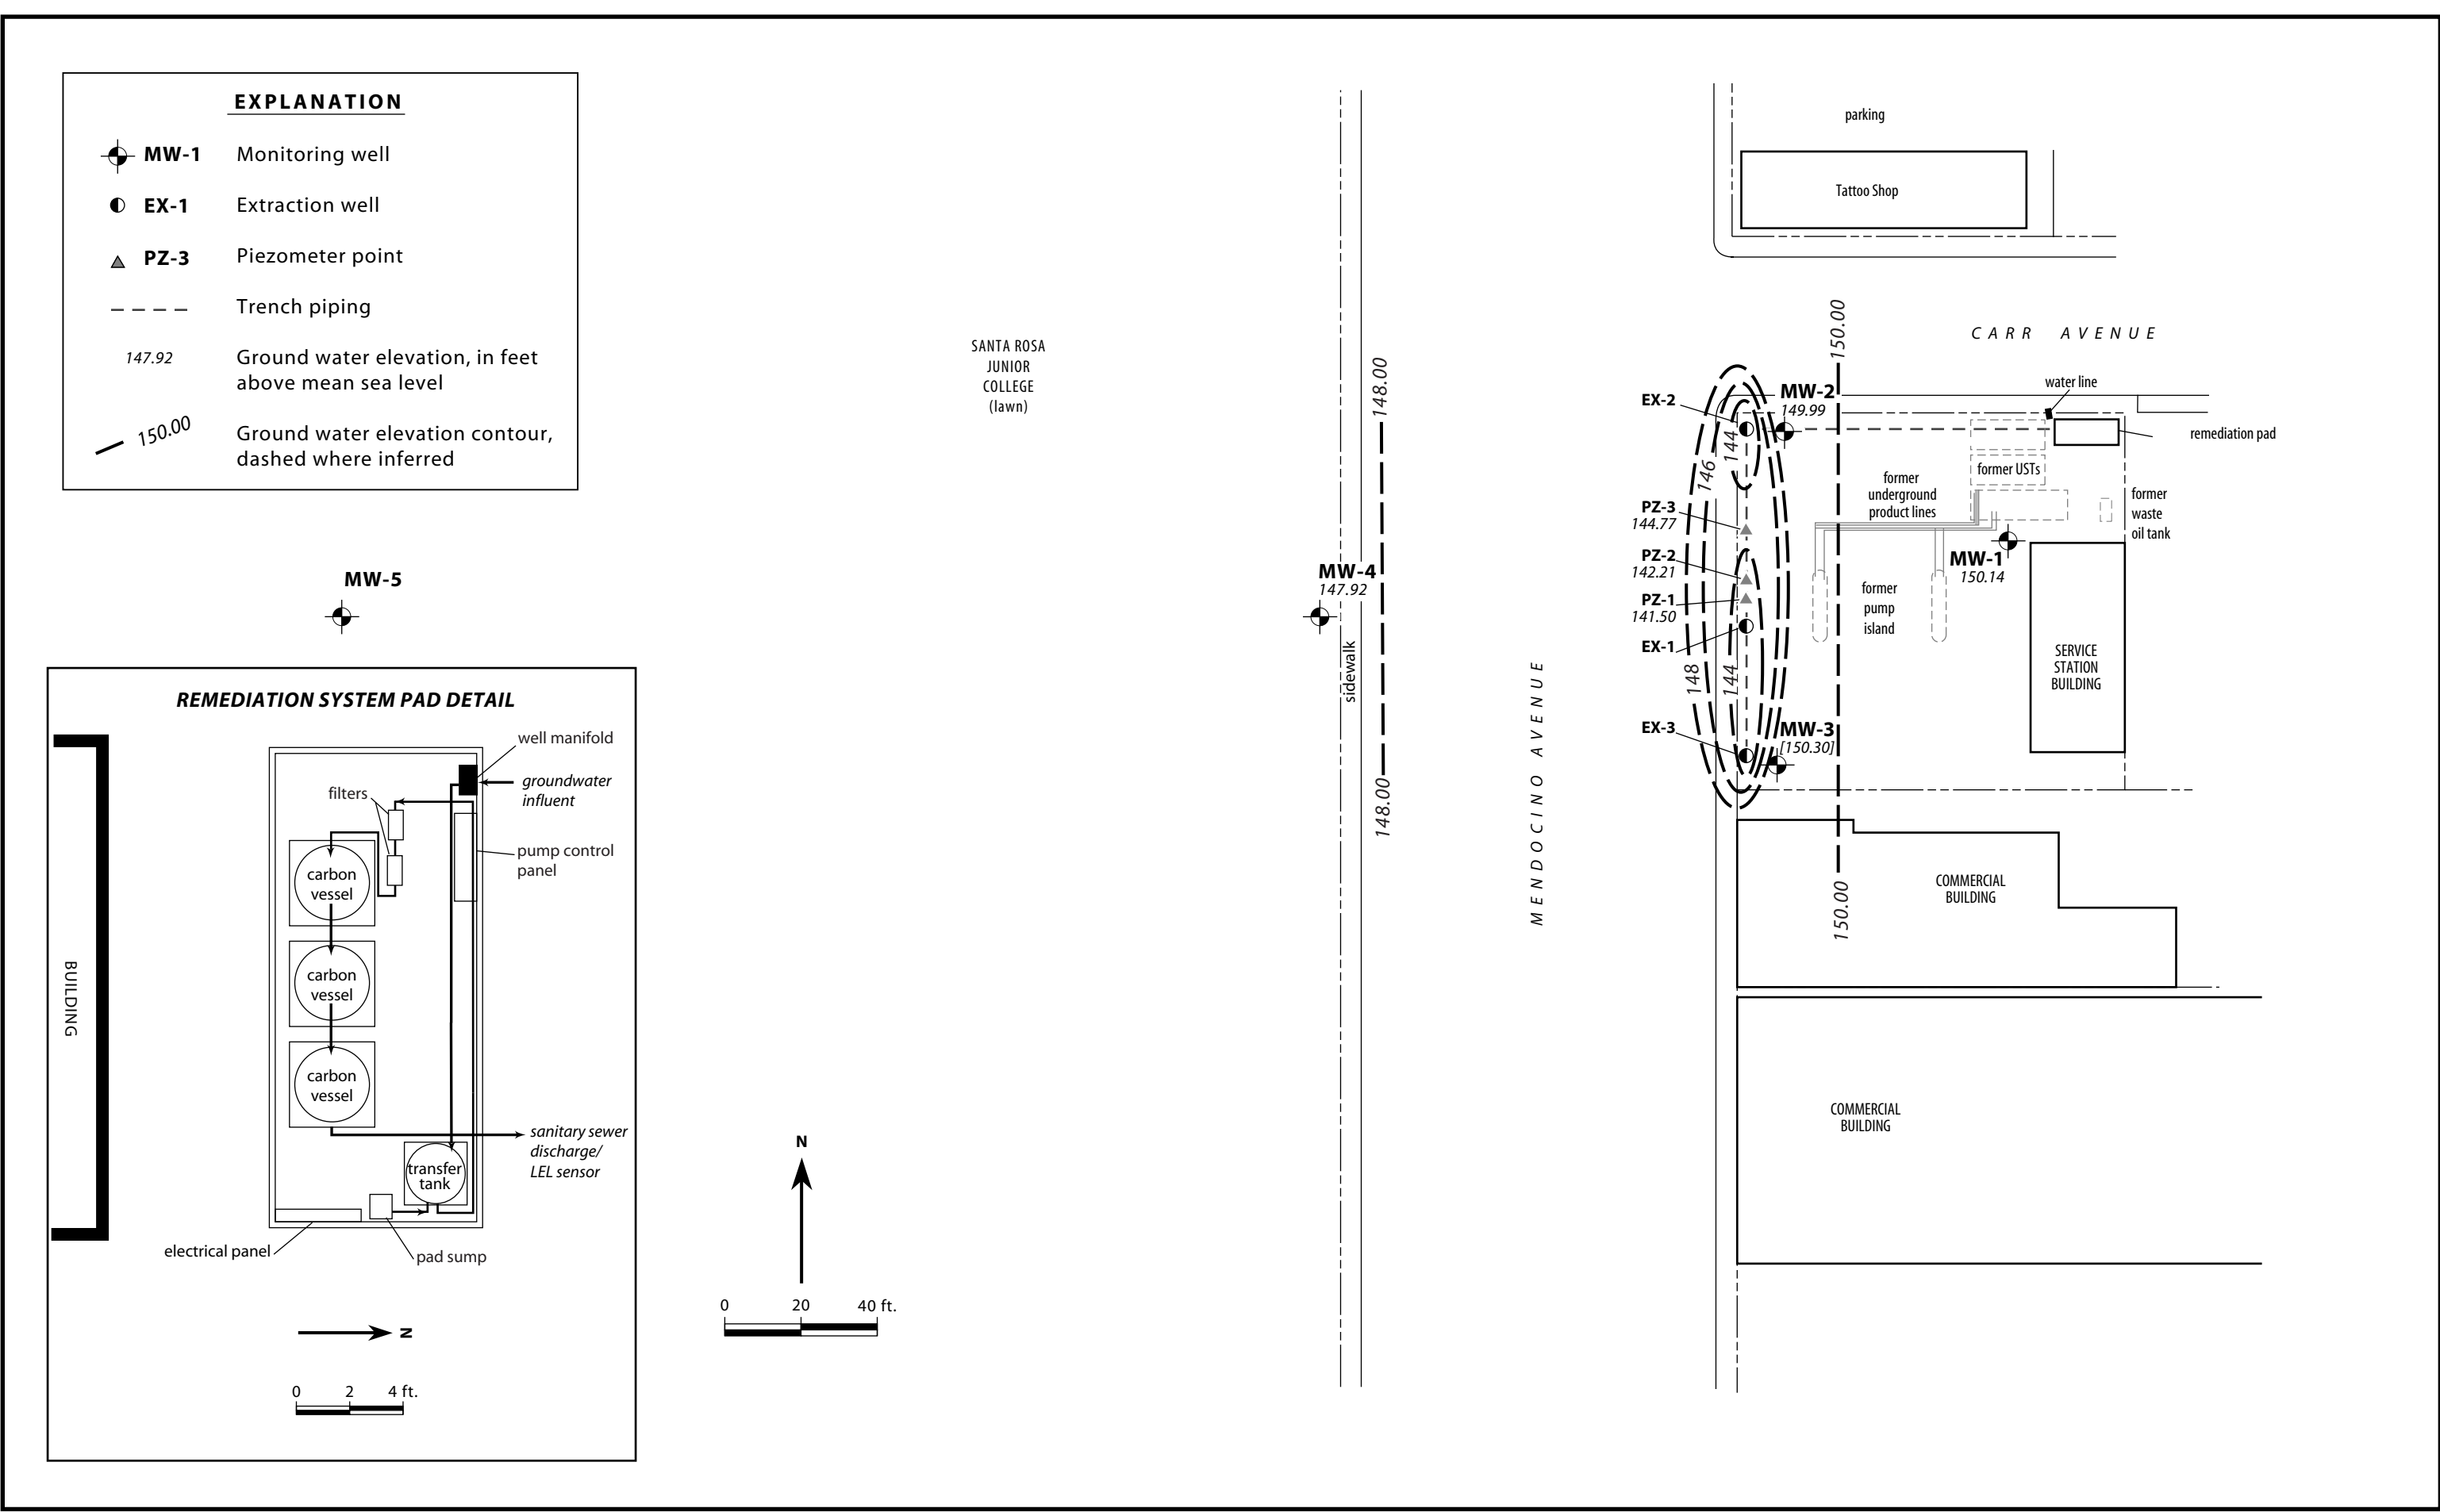 EXPLANATION
MW-1 Monitoring well
EX-1 Extraction well
PZ-3 Piezometer point
Trench piping
147.92 Ground water elevation, in feet
above mean sea level
150.00 Ground water elevation contour,
dashed where inferred
MW-5
REMEDIATION SYSTEM PAD DETAIL
well manifold
groundwater
influent
filters
pump control
panel
carbon
vessel
carbon
vessel
carbon
vessel
BUILDING
sanitary sewer
discharge/
LEL sensor
transfer
tank
electrical panel
pad sump
N
0 2 4 ft.
N
0 20 40 ft.
SANTA ROSA
JUNIOR
COLLEGE
(lawn)
148.00
MW-4
147.92
sidewalk
148.00
MENDOCINO AVENUE
parking
Tattoo Shop
CARR AVENUE
150.00
water line
remediation pad
EX-2
MW-2
149.99
144
146
former USTs
former
underground
product lines
former
waste
oil tank
PZ-3
144.77
PZ-2
142.21
PZ-1
141.50
EX-1
MW-1
150.14
former
pump
island
SERVICE
STATION
BUILDING
148
144
EX-3
MW-3
[150.30]
150.00
COMMERCIAL
BUILDING
COMMERCIAL
BUILDING